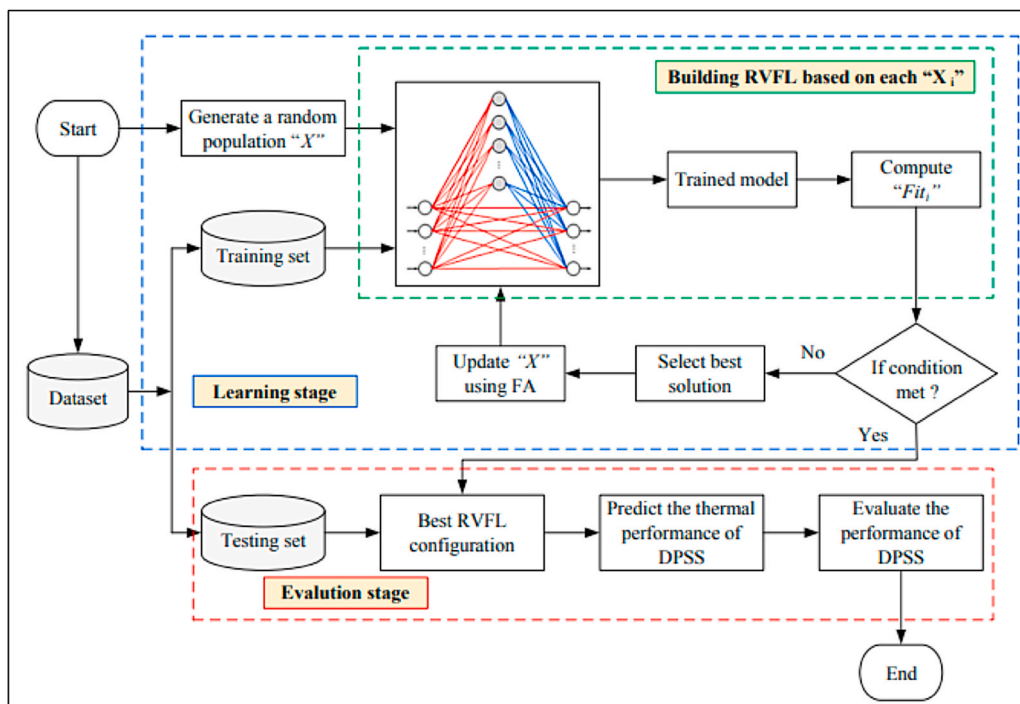 Building RVFL based on each “X i”
Start
Generate a random
population “X”
Trained model
Compute
“Fiti”
Training set
Dataset
Learning stage
Update “X”
using FA
Select best
solution
No
If condition
met ?
Yes
Testing set
Best RVFL
configuration
Predict the thermal
performance of
DPSS
Evaluate the
performance of
DPSS
Evalution stage
End